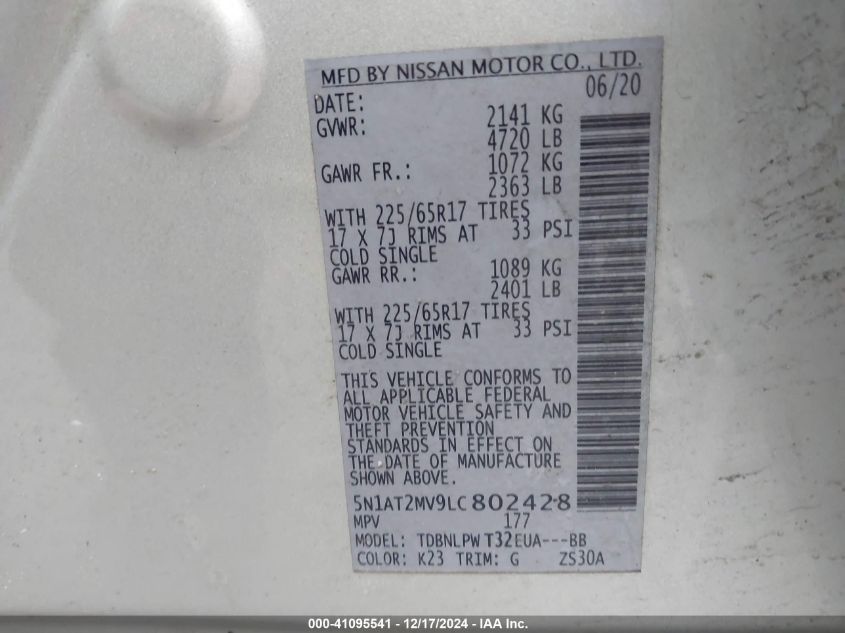 MFD BY NISSAN MOTOR CO., LTD.
DATE: 06/20
GVWR: 2141 KG
4720 LB
GAWR FR.: 1072 KG
2363 LB
WITH 225/65R17 TIRES
17 X 7J RIMS AT 33 PSI
COLD SINGLE
GAWR RR.: 1089 KG
2401 LB
WITH 225/65R17 TIRES
17 X 7J RIMS AT 33 PSI
COLD SINGLE
THIS VEHICLE CONFORMS TO
ALL APPLICABLE FEDERAL
MOTOR VEHICLE SAFETY AND
THEFT PREVENTION
STANDARDS IN EFFECT ON
THE DATE OF MANUFACTURE
SHOWN ABOVE.
5N1AT2MV9LC802428
MPV 177
MODEL: TDBNLPWT32EUA---BB
COLOR: K23 TRIM: G ZS30A
000-41095541 - 12/17/2024 - IAA Inc.